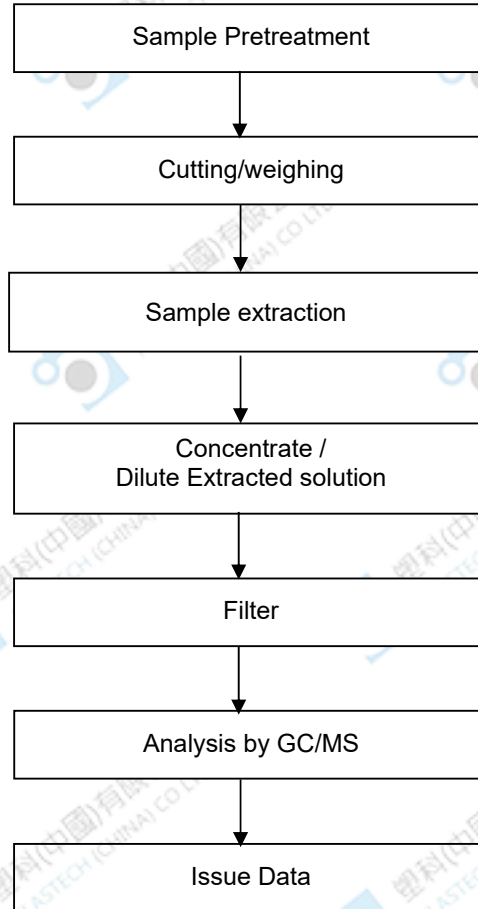 Sample Pretreatment
Cutting/weighing
Sample extraction
Concentrate /
Dilute Extracted solution
Filter
Analysis by GC/MS
Issue Data